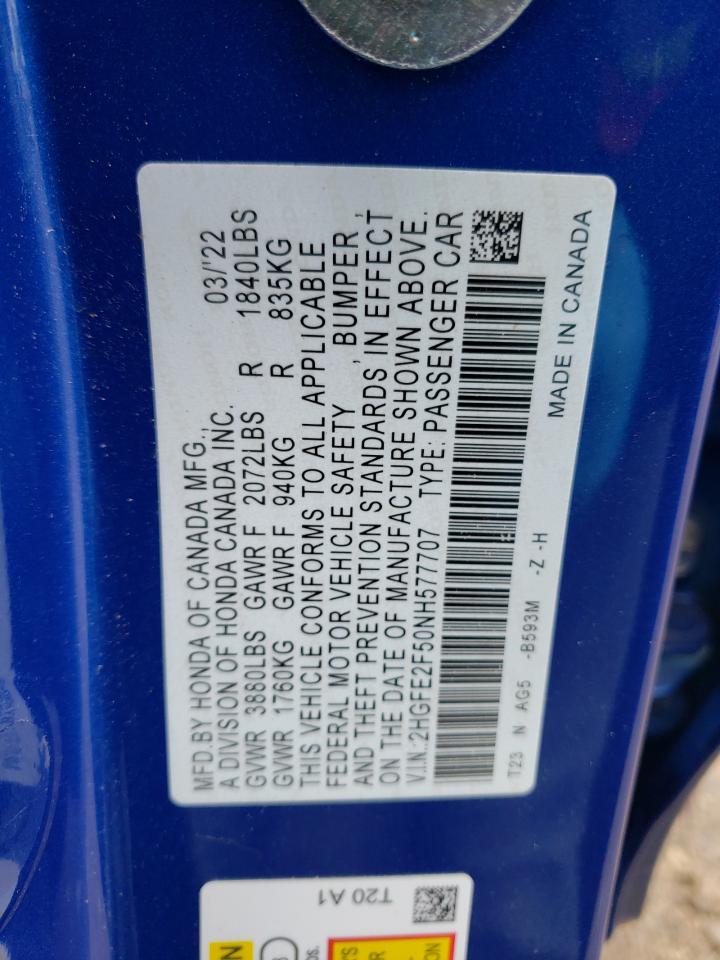 MFD.BY HONDA OF CANADA MFG., 03/'22
A DIVISION OF HONDA CANADA INC.
GVWR 3880LBS GAWR F 2072LBS R 1840LBS
GVWR 1760KG GAWR F 940KG R 835KG
THIS VEHICLE CONFORMS TO ALL APPLICABLE
FEDERAL MOTOR VEHICLE SAFETY , BUMPER ,
AND THEFT PREVENTION STANDARDS IN EFFECT
ON THE DATE OF MANUFACTURE SHOWN ABOVE.
V.I.N.:2HGFE2F50NH577707 TYPE: PASSENGER CAR
T23 N AG5 -B593M -Z -H
MADE IN CANADA
T20 A1